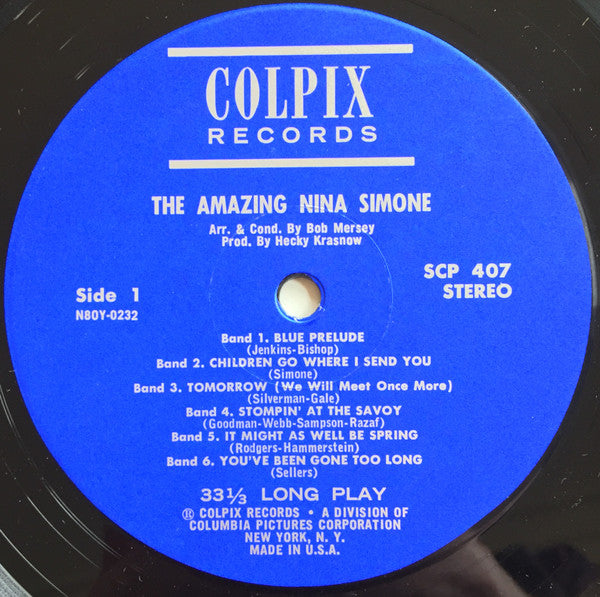 COLPIX
RECORDS
THE AMAZING NINA SIMONE
Arr. & Cond. By Bob Mersey
Prod. By Hecky Krasnow
Side 1
N80Y-0232
SCP 407
STEREO
Band 1. BLUE PRELUDE
(Jenkins-Bishop)
Band 2. CHILDREN GO WHERE I SEND YOU
(Simone)
Band 3. TOMORROW (We Will Meet Once More)
(Silverman-Gale)
Band 4. STOMPIN' AT THE SAVOY
(Goodman-Webb-Sampson-Razaf)
Band 5. IT MIGHT AS WELL BE SPRING
(Rodgers-Hammerstein)
Band 6. YOU'VE BEEN GONE TOO LONG
(Sellers)
33⅓ LONG PLAY
® COLPIX RECORDS • A DIVISION OF
COLUMBIA PICTURES CORPORATION
NEW YORK, N. Y.
MADE IN U.S.A.